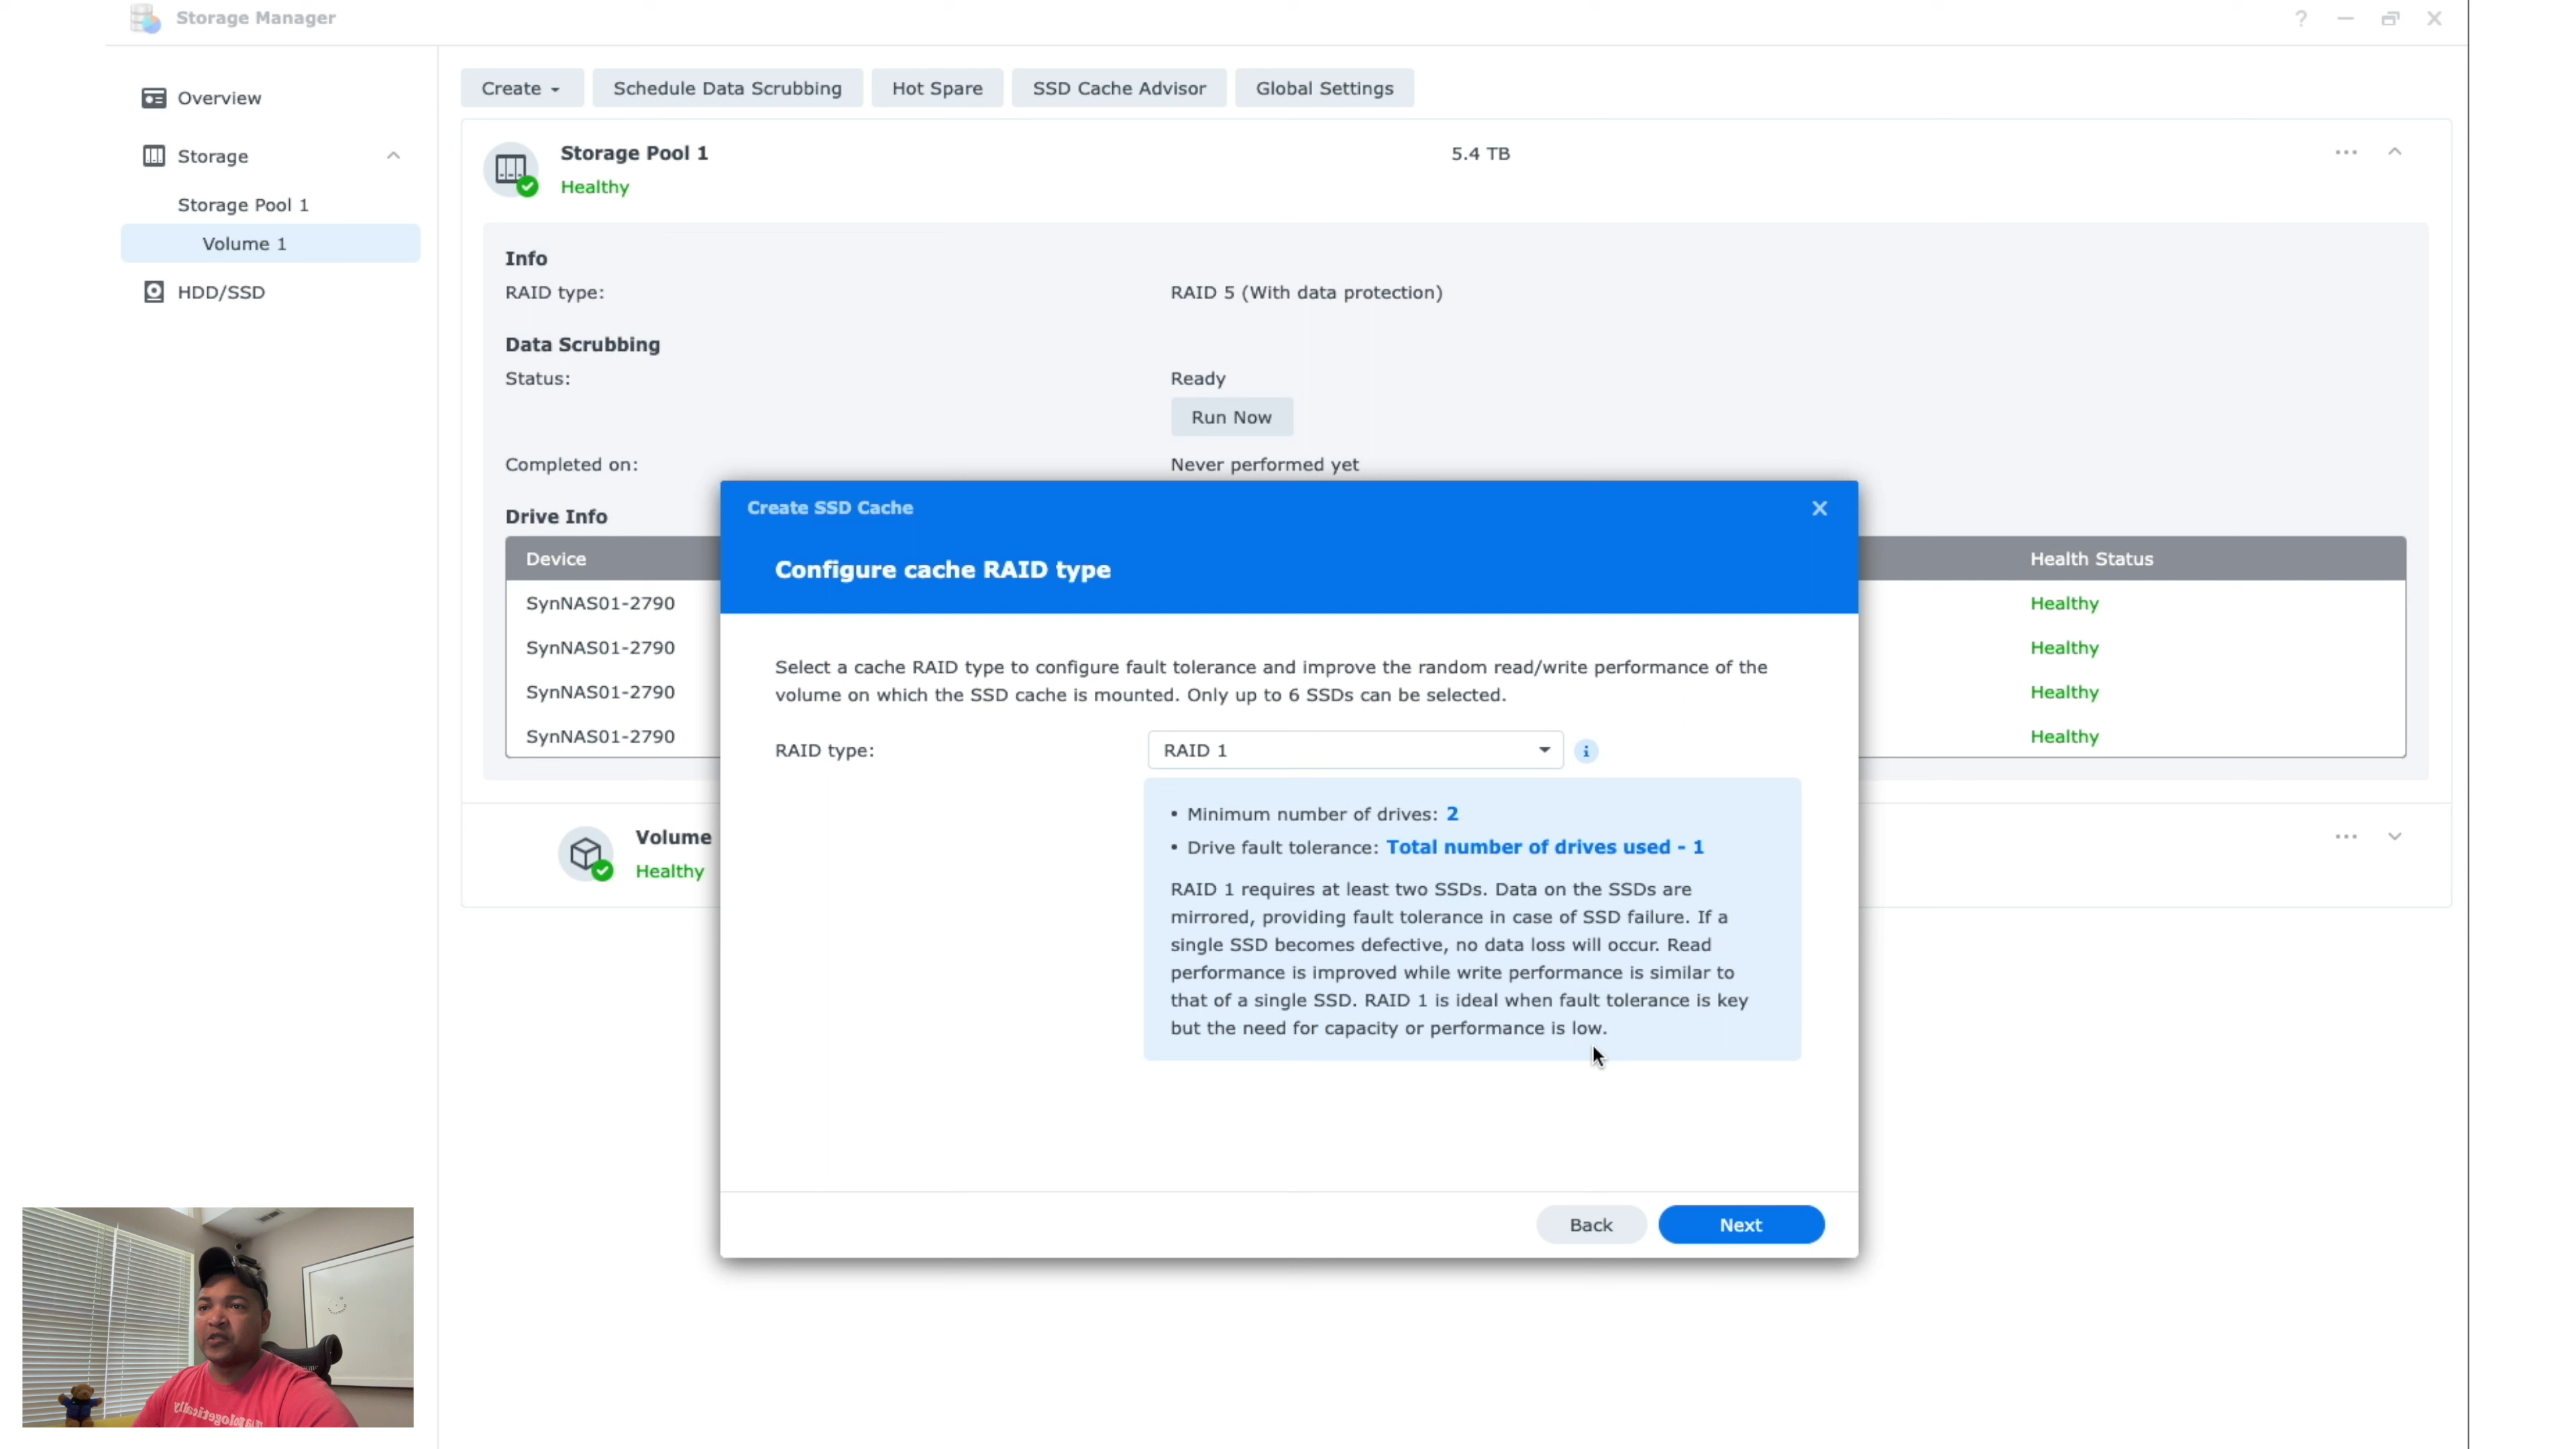 Storage Manager
Overview
Storage
Storage Pool 1
Volume 1
HDD/SSD
Create
Schedule Data Scrubbing
Hot Spare
SSD Cache Advisor
Global Settings
Storage Pool 1
5.4 TB
Healthy
Info
RAID type:
RAID 5 (With data protection)
Data Scrubbing
Status:
Ready
Run Now
Completed on:
Never performed yet
Drive Info
Device
Health Status
SynNAS01-2790
Healthy
SynNAS01-2790
Healthy
SynNAS01-2790
Healthy
SynNAS01-2790
Healthy
Volume
Healthy
Create SSD Cache
Configure cache RAID type
Select a cache RAID type to configure fault tolerance and improve the random read/write performance of the
volume on which the SSD cache is mounted. Only up to 6 SSDs can be selected.
RAID type:
RAID 1
• Minimum number of drives: 2
• Drive fault tolerance: Total number of drives used - 1
RAID 1 requires at least two SSDs. Data on the SSDs are
mirrored, providing fault tolerance in case of SSD failure. If a
single SSD becomes defective, no data loss will occur. Read
performance is improved while write performance is similar to
that of a single SSD. RAID 1 is ideal when fault tolerance is key
but the need for capacity or performance is low.
Back
Next